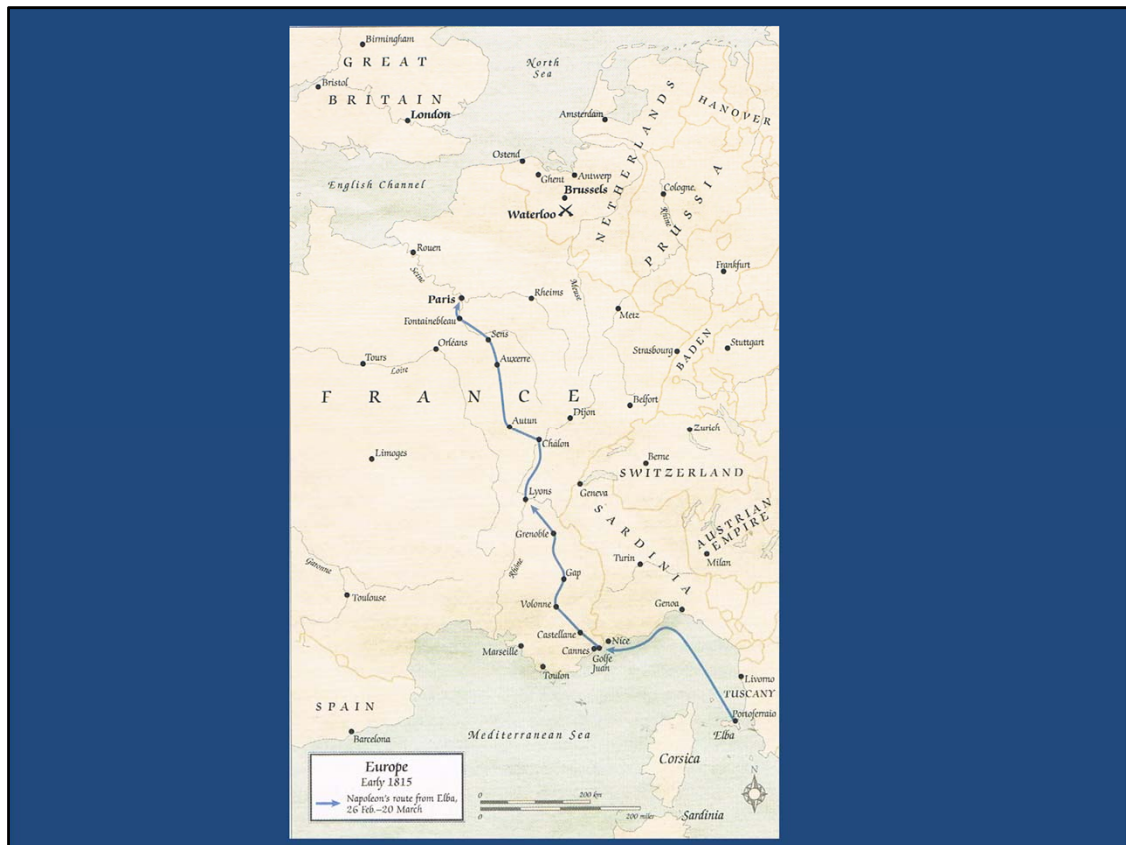 Birmingham
GREAT
BRITAIN
Bristol
London
North
Sea
Amsterdam
HANOVER
NETHERLANDS
Ostend
Ghent
Antwerp
Brussels
Waterloo
English Channel
Cologne
Rhine
PRUSSIA
Rouen
Seine
Frankfurt
Paris
Rheims
Meuse
Metz
Fontainebleau
Sens
Orléans
Auxerre
Strasbourg
BADEN
Stuttgart
Tours
Loire
FRANCE
Belfort
Autun
Dijon
Chalon
Zurich
Limoges
Berne
SWITZERLAND
Geneva
Lyons
SARDINIA
AUSTRIAN
EMPIRE
Grenoble
Milan
Turin
Garonne
Rhône
Gap
Toulouse
Volonne
Genoa
Castellane
Nice
Marseille
Cannes
Golfe
Juan
Toulon
Livorno
TUSCANY
SPAIN
Portoferraio
Barcelona
Mediterranean Sea
Elba
Corsica
Europe
Early 1815
Napoleon's route from Elba,
26 Feb.–20 March
N
0 200 km
0 200 miles
Sardinia